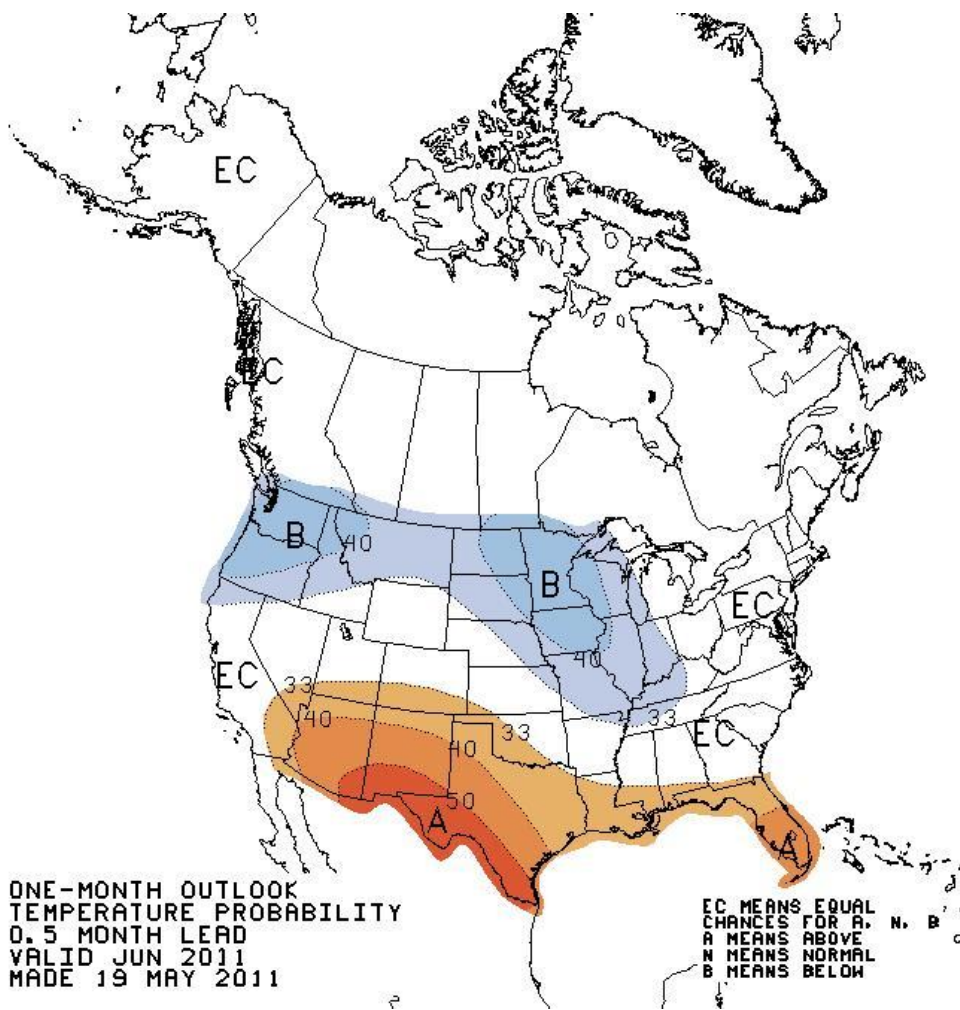 EC
EC
B
40
B
EC
40
EC
33
33
40
33
EC
40
50
A
A
ONE-MONTH OUTLOOK
TEMPERATURE PROBABILITY
0.5 MONTH LEAD
VALID JUN 2011
MADE 19 MAY 2011
EC MEANS EQUAL
CHANCES FOR A, N, B
A MEANS ABOVE
N MEANS NORMAL
B MEANS BELOW